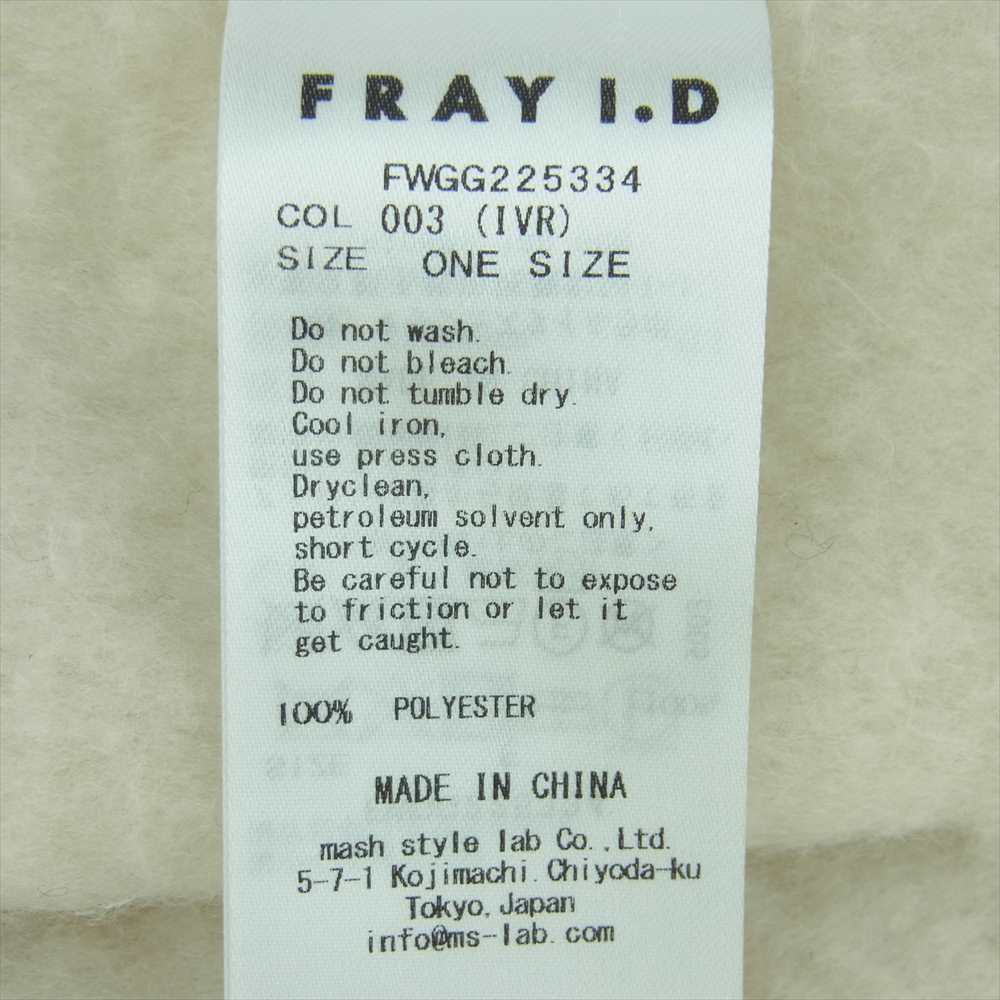 FRAY I.D
FWGG225334
COL 003 (IVR)
SIZE ONE SIZE
Do not wash.
Do not bleach.
Do not tumble dry.
Cool iron,
use press cloth.
Dryclean,
petroleum solvent only,
short cycle.
Be careful not to expose
to friction or let it
get caught.
100% POLYESTER
MADE IN CHINA
mash style lab Co.,Ltd.
5-7-1 Kojimachi.Chiyoda-ku
Tokyo,Japan
info@ms-lab.com